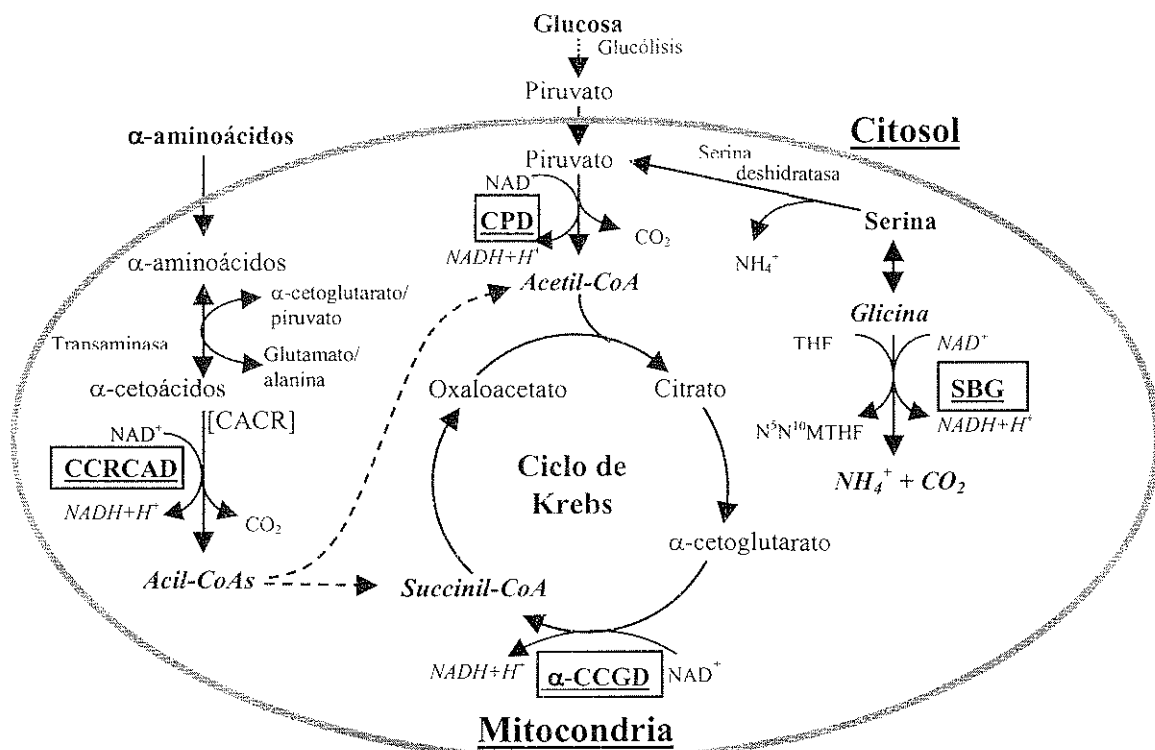 Glucosa
Glucólisis
Piruvato
α-aminoácidos
Citosol
Piruvato
Serina
deshidratasa
NAD
CPD
CO₂
NADH+H⁺
NH₄⁺
Serina
α-aminoácidos
Acetil-CoA
α-cetoglutarato/
piruvato
Glicina
Transaminasa
Glutamato/
alanina
THF
NAD⁺
α-cetoácidos
Oxaloacetato
Citrato
SBG
[CACR]
NAD⁺
N⁵N¹⁰MTHF
NADH+H⁺
CCRCAD
Ciclo de
Krebs
NH₄⁺ + CO₂
NADH+H⁺
CO₂
α-cetoglutarato
Acil-CoAs
Succinil-CoA
NADH+H⁺
α-CCGD
NAD⁺
Mitocondria